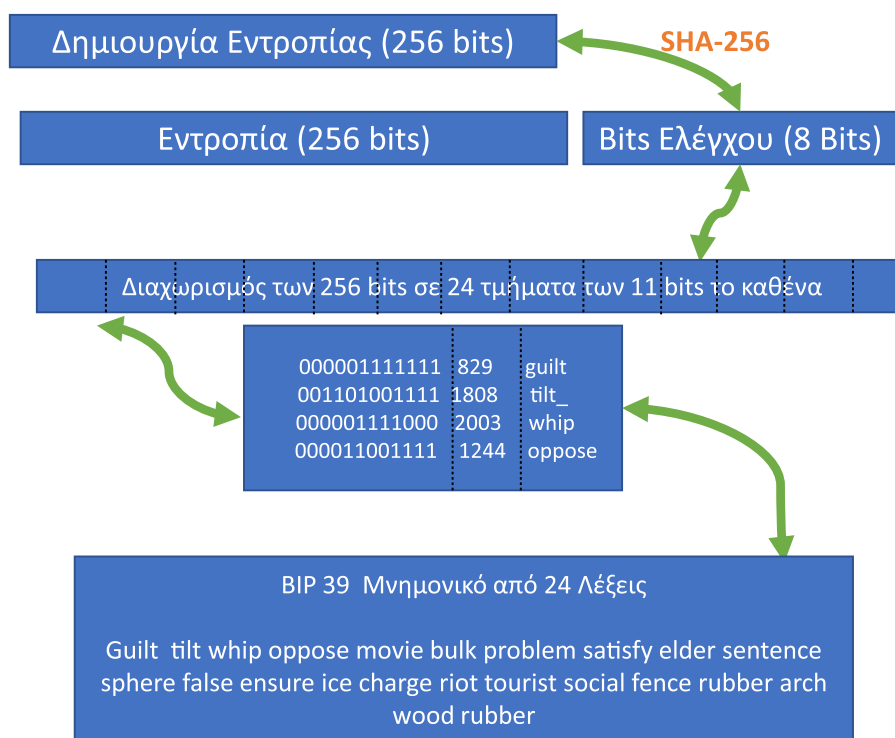 Δημιουργία Εντροπίας (256 bits)
SHA-256
Εντροπία (256 bits)
Bits Ελέγχου (8 Bits)
Διαχωρισμός των 256 bits σε 24 τμήματα των 11 bits το καθένα
000001111111 829 guilt
001101001111 1808 tilt_
000001111000 2003 whip
000011001111 1244 oppose
BIP 39 Μνημονικό από 24 Λέξεις
Guilt tilt whip oppose movie bulk problem satisfy elder sentence
sphere false ensure ice charge riot tourist social fence rubber arch
wood rubber